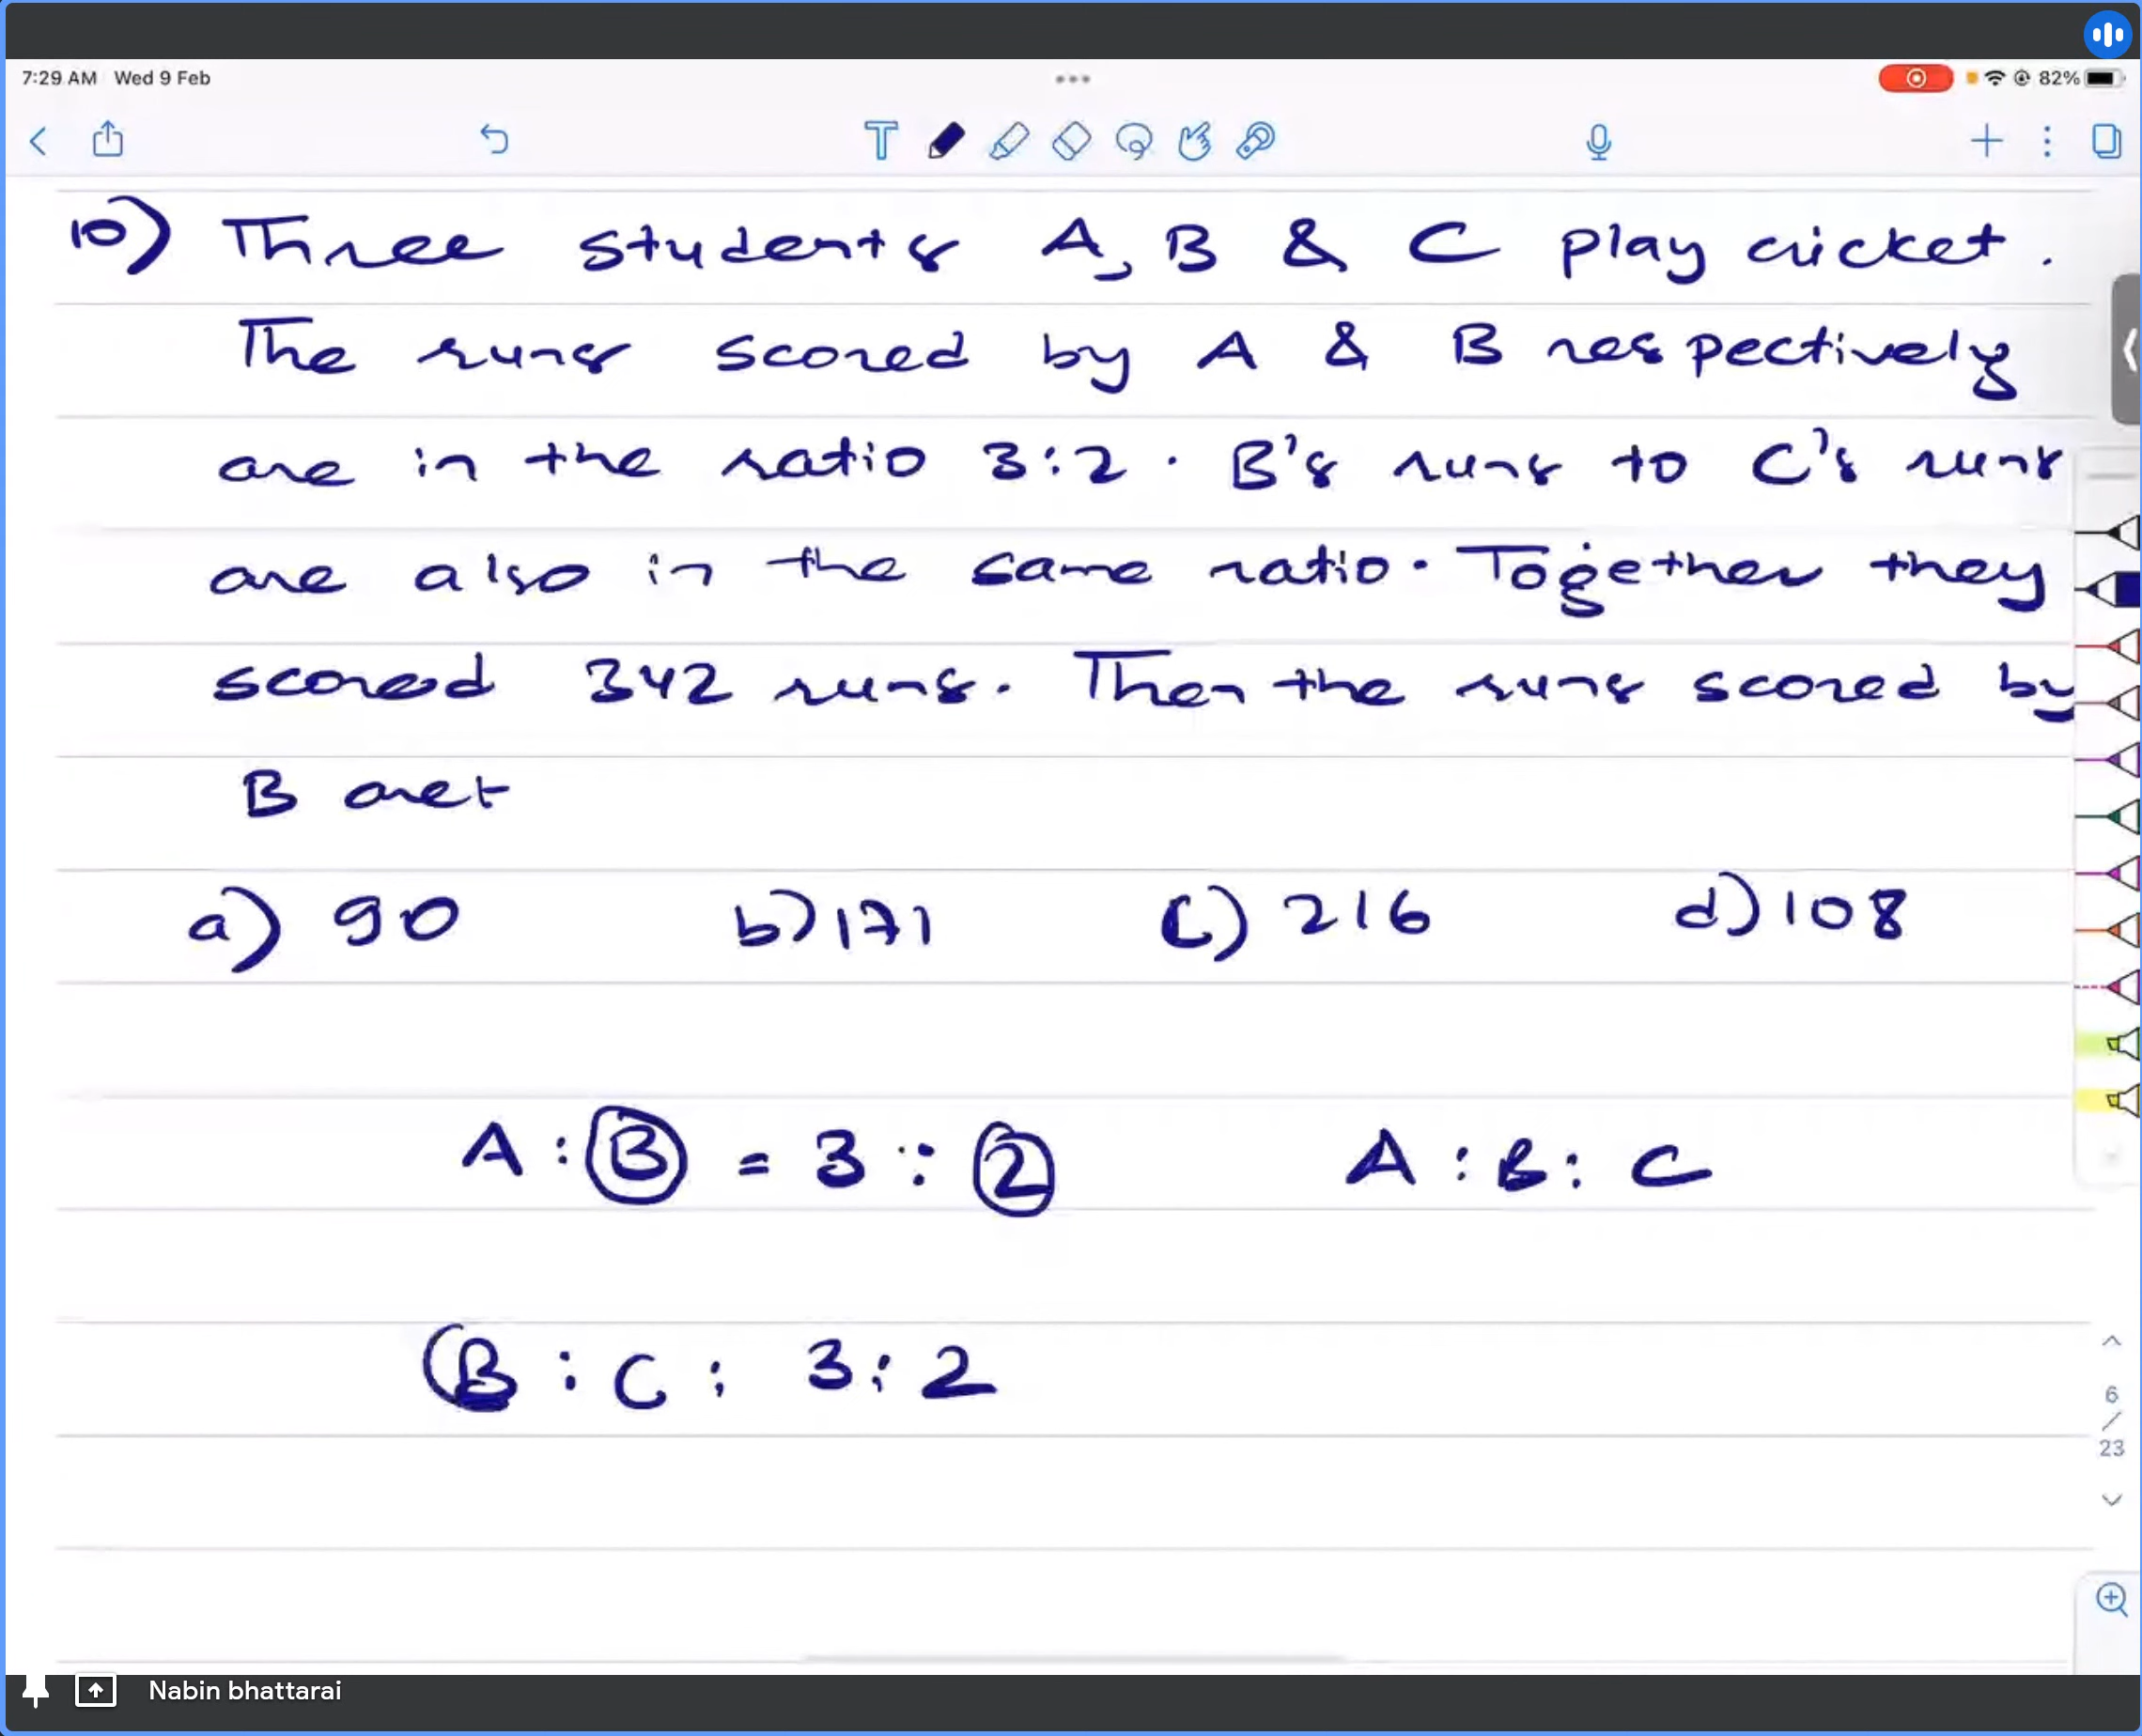 7:29 AM Wed 9 Feb
82%
10) Three students A, B & C play cricket.
The runs scored by A & B respectively
are in the ratio 3:2. B's runs to C's runs
are also in the same ratio. Together they
scored 342 runs. Then the runs scored by
B are
a) 90 b) 171 c) 216 d) 108
A : B = 3 : 2 A : B : C
B : C : 3 : 2
6
/
23
Nabin bhattarai